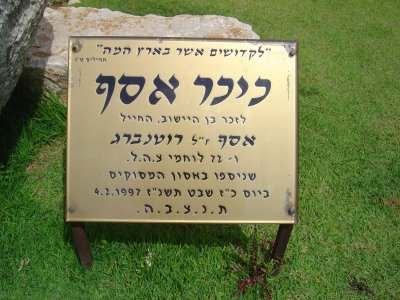 "לקדושים אשר בארץ המה"
תהילים ט"ז
כיכר אסף
לזכר בן היישוב, החייל
אסף רוטנברג ז"ל
ו- 72 לוחמי צ.ה.ל.
שניספו באסון המסוקים
ביום כ"ז שבט תשנ"ז 4.2.1997
ת.נ.צ.ב.ה.